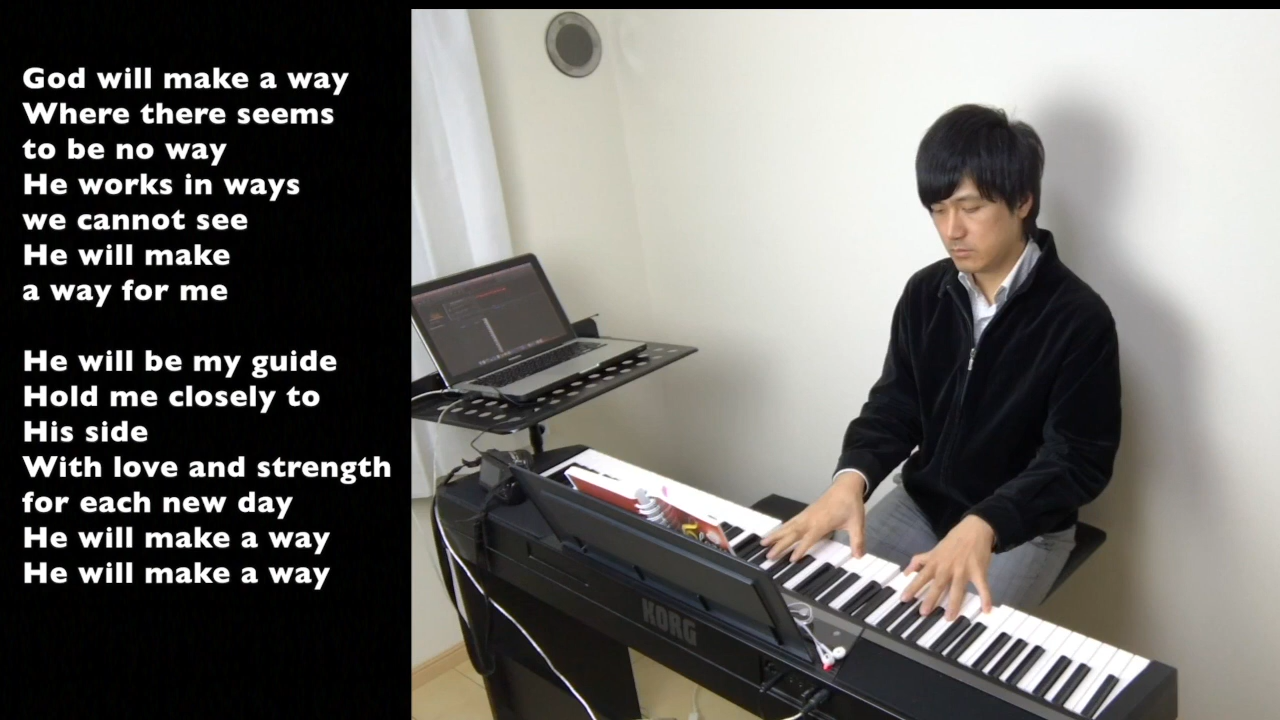 God will make a way
Where there seems
to be no way
He works in ways
we cannot see
He will make
a way for me
He will be my guide
Hold me closely to
His side
With love and strength
for each new day
He will make a way
He will make a way
KORG